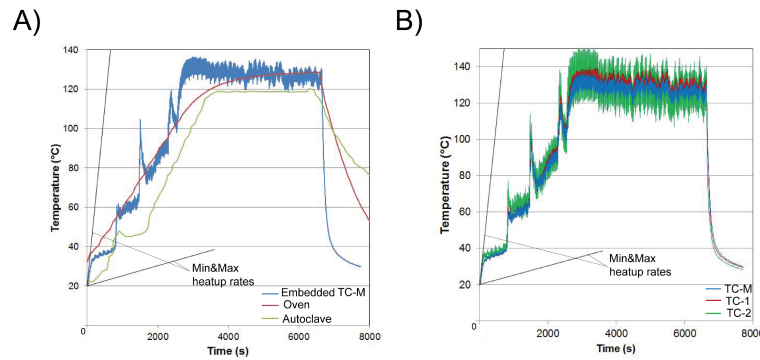 A)
140
120
100
80
60
40
20
0
2000
4000
6000
8000
Temperature (°C)
Time (s)
Min&Max
heatup rates
Embedded TC-M
Oven
Autoclave
B)
140
120
100
80
60
40
20
0
2000
4000
6000
8000
Temperature (°C)
Time (s)
Min&Max
heatup rates
TC-M
TC-1
TC-2